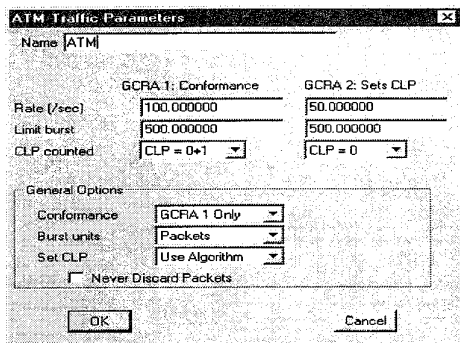 ATM Traffic Parameters
Name ATM
GCRA 1: Conformance GCRA 2: Sets CLP
Rate (/sec) 100.000000 50.000000
Limit burst 500.000000 500.000000
CLP counted CLP = 0+1 CLP = 0
General Options
Conformance GCRA 1 Only
Burst units Packets
Set CLP Use Algorithm
Never Discard Packets
OK Cancel